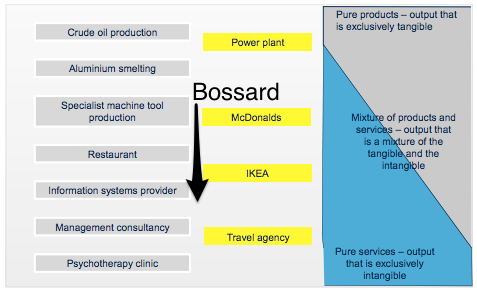 Crude oil production
Aluminium smelting
Specialist machine tool
production
Restaurant
Information systems provider
Management consultancy
Psychotherapy clinic
Power plant
Bossard
McDonalds
IKEA
Travel agency
Pure products – output that
is exclusively tangible
Mixture of products and
services – output that
is a mixture of the
tangible and the
intangible
Pure services – output
that is exclusively
intangible